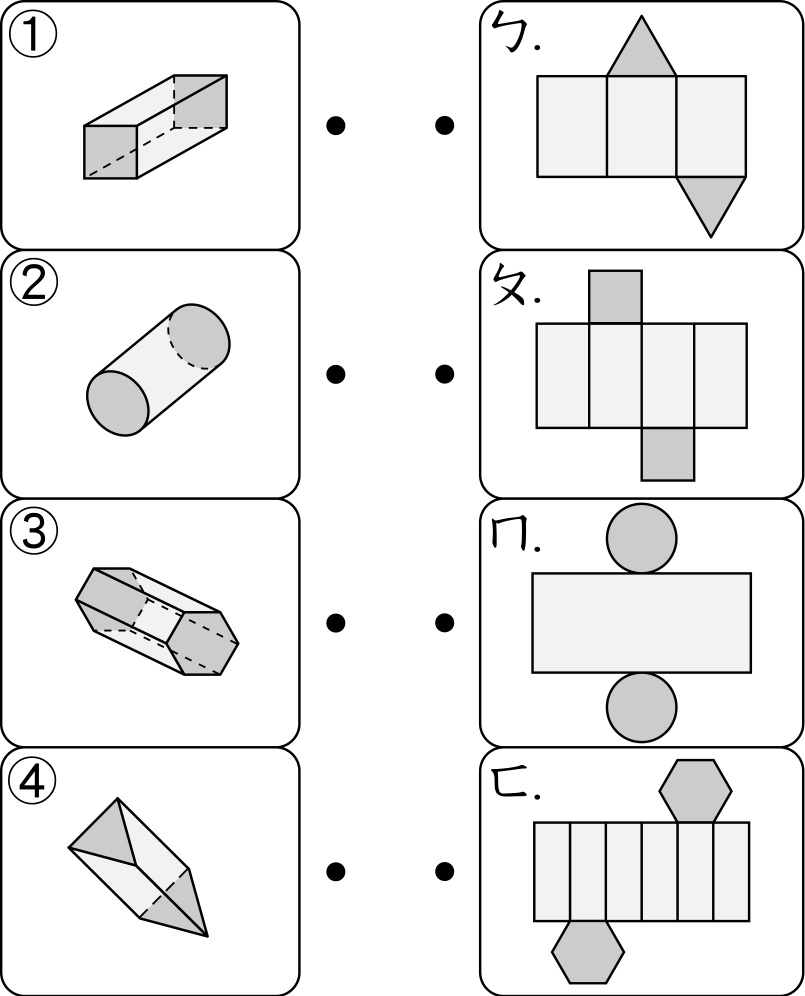 ① ㄅ.
② ㄆ.
③ ㄇ.
④ ㄈ.